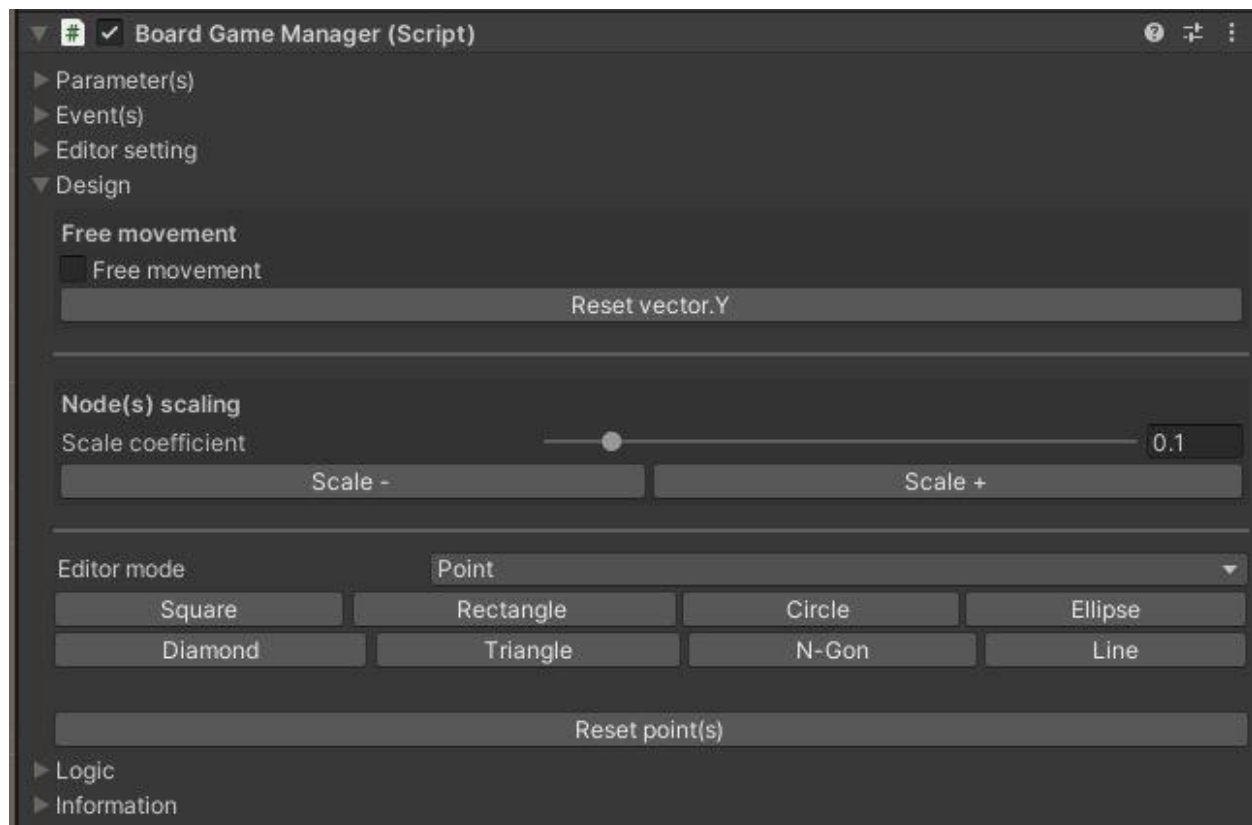 # Board Game Manager (Script)
Parameter(s)
Event(s)
Editor setting
Design
Free movement
Free movement
Reset vector.Y
Node(s) scaling
Scale coefficient 0.1
Scale - Scale +
Editor mode Point
Square Rectangle Circle Ellipse
Diamond Triangle N-Gon Line
Reset point(s)
Logic
Information